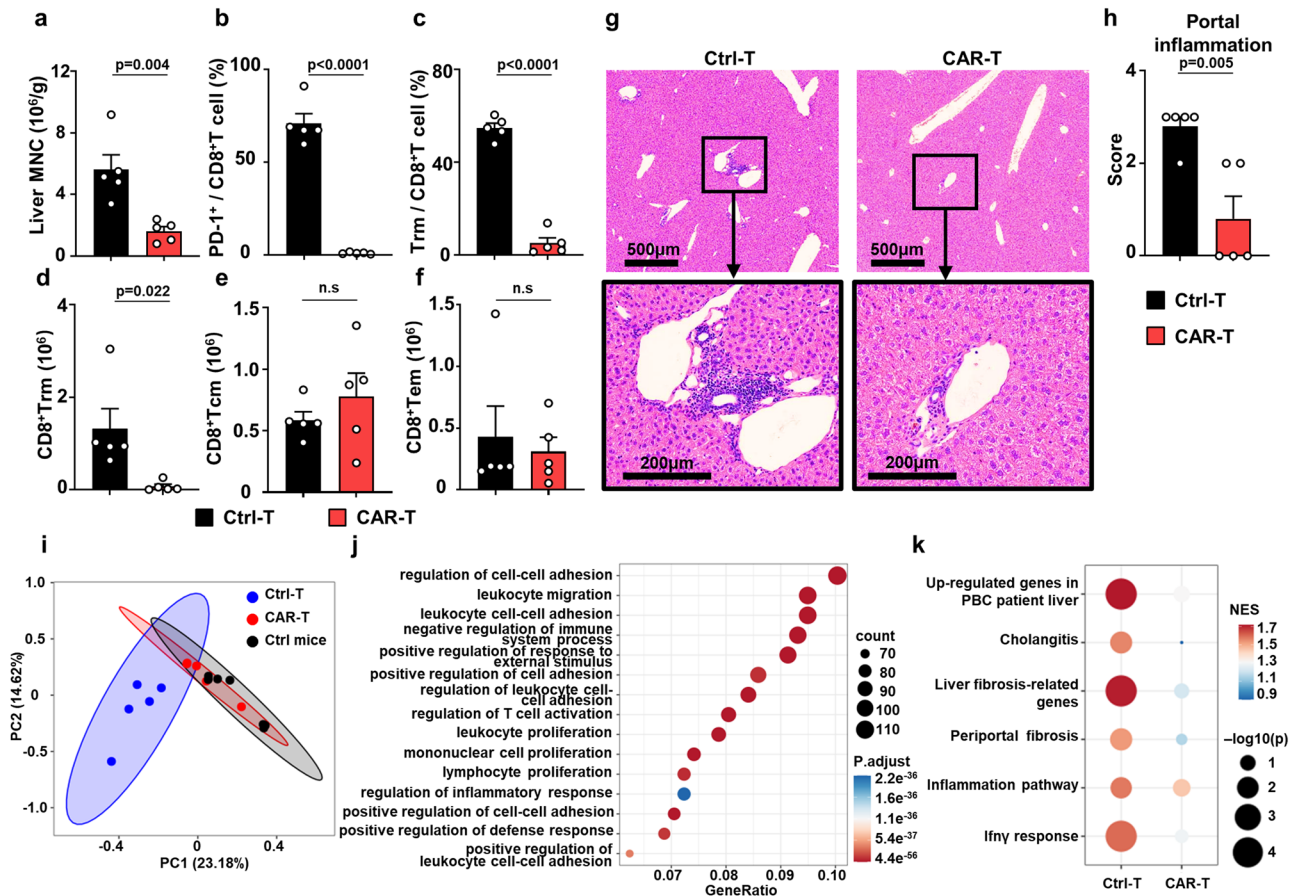 a
p=0.004
Liver MNC (10⁶/g)
12
8
4
0
b
p<0.0001
PD-1⁺ / CD8⁺T cell (%)
100
50
0
c
p<0.0001
Trm / CD8⁺T cell (%)
80
40
0
d
p=0.022
CD8⁺Trm (10⁶)
4
2
0
e
n.s
CD8⁺Tcm (10⁶)
1.5
1.0
0.5
0
f
n.s
CD8⁺Tem (10⁶)
1.5
1.0
0.5
0
Ctrl-T
CAR-T
g
Ctrl-T
CAR-T
500μm
500μm
200μm
200μm
h
Portal
inflammation
p=0.005
Score
4
2
0
Ctrl-T
CAR-T
i
Ctrl-T
CAR-T
Ctrl mice
PC2 (14.62%)
1.0
0.5
0
-0.5
-1.0
-0.4
0
0.4
PC1 (23.18%)
j
regulation of cell-cell adhesion
leukocyte migration
leukocyte cell-cell adhesion
negative regulation of immune
system process
positive regulation of response to
external stimulus
positive regulation of cell adhesion
regulation of leukocyte cell-
cell adhesion
regulation of T cell activation
leukocyte proliferation
mononuclear cell proliferation
lymphocyte proliferation
regulation of inflammatory response
positive regulation of cell-cell adhesion
positive regulation of defense response
positive regulation of
leukocyte cell-cell adhesion
0.07
0.08
0.09
0.10
GeneRatio
count
70
80
90
100
110
P.adjust
2.2e⁻³⁶
1.6e⁻³⁶
1.1e⁻³⁶
5.4e⁻³⁷
4.4e⁻⁵⁶
k
Up-regulated genes in
PBC patient liver
Cholangitis
Liver fibrosis-related
genes
Periportal fibrosis
Inflammation pathway
Ifnγ response
Ctrl-T
CAR-T
NES
1.7
1.5
1.3
1.1
0.9
−log10(p)
1
2
3
4